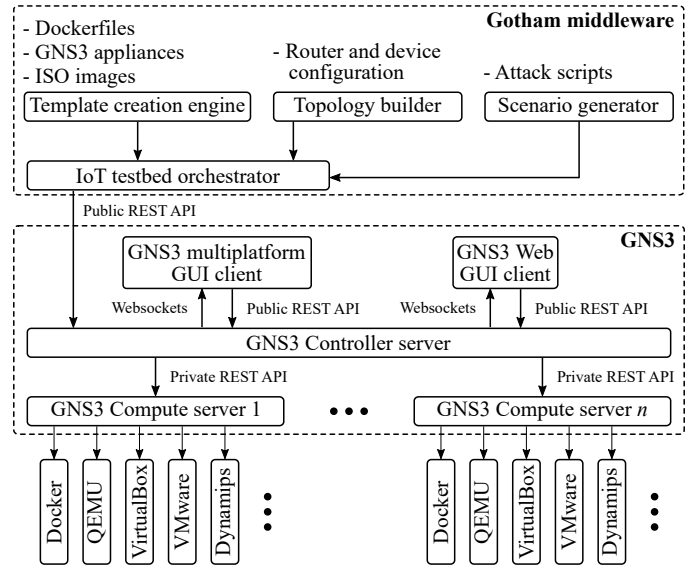 Gotham middleware
- Dockerfiles
- GNS3 appliances
- ISO images
- Router and device
configuration
- Attack scripts
Template creation engine
Topology builder
Scenario generator
IoT testbed orchestrator
Public REST API
GNS3
GNS3 multiplatform
GUI client
GNS3 Web
GUI client
Websockets
Public REST API
Websockets
Public REST API
GNS3 Controller server
Private REST API
Private REST API
GNS3 Compute server 1
GNS3 Compute server n
Docker
QEMU
VirtualBox
VMware
Dynamips
Docker
QEMU
VirtualBox
VMware
Dynamips